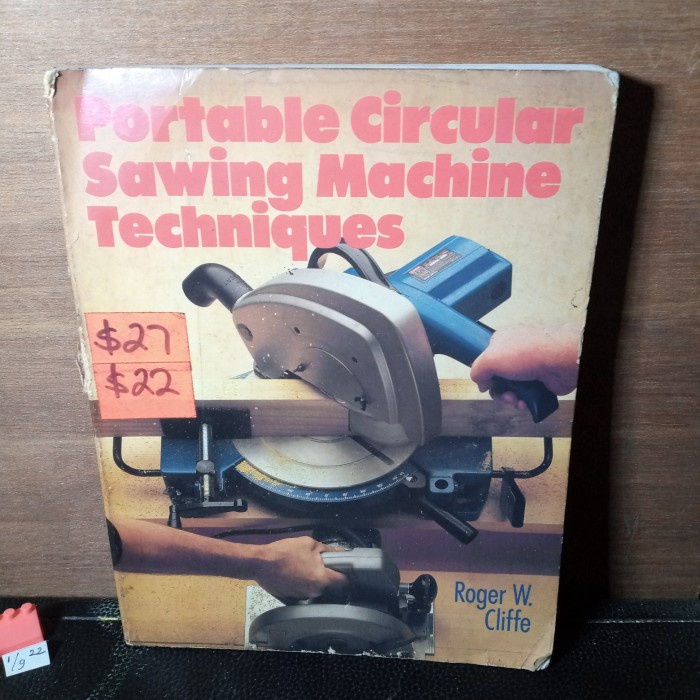 Portable Circular
Sawing Machine
Techniques
$27
$22
Roger W.
Cliffe
1/9 22